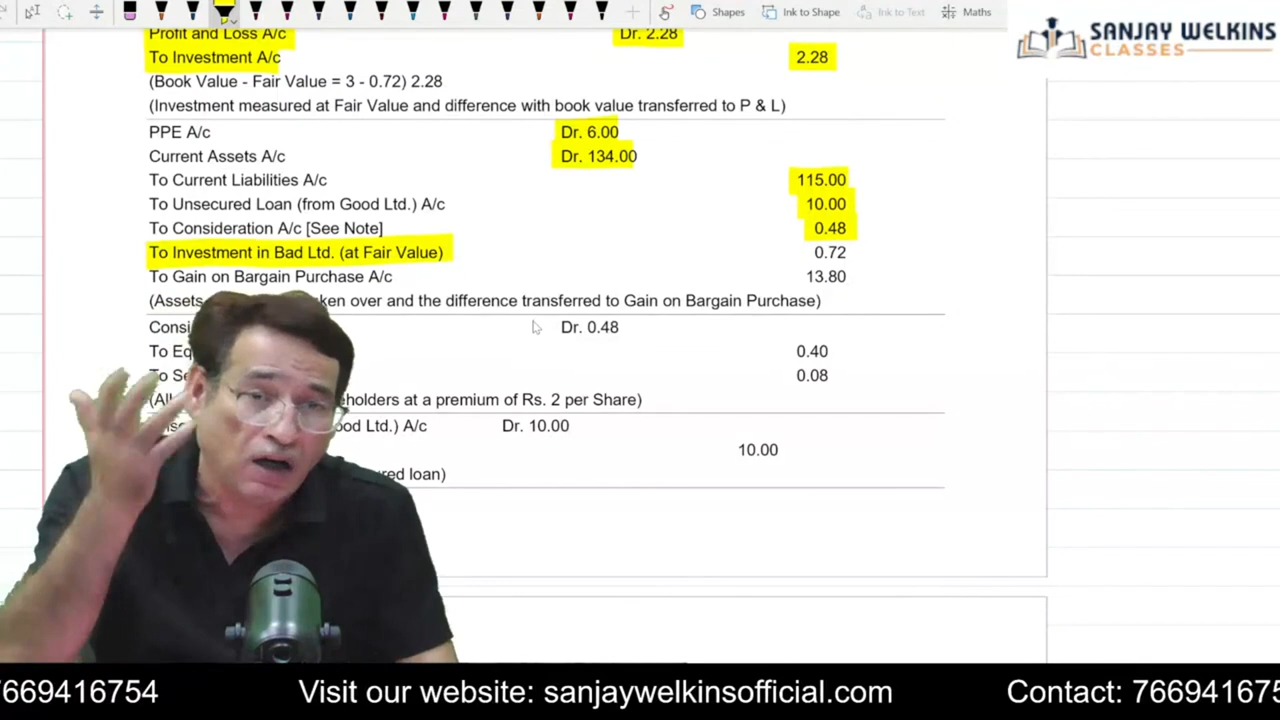 Shapes Ink to Shape Ink to Text Maths
SANJAY WELKINS
CLASSES
Profit and Loss A/c Dr. 2.28
To Investment A/c 2.28
(Book Value - Fair Value = 3 - 0.72) 2.28
(Investment measured at Fair Value and difference with book value transferred to P & L)
PPE A/c Dr. 6.00
Current Assets A/c Dr. 134.00
To Current Liabilities A/c 115.00
To Unsecured Loan (from Good Ltd.) A/c 10.00
To Consideration A/c [See Note] 0.48
To Investment in Bad Ltd. (at Fair Value) 0.72
To Gain on Bargain Purchase A/c 13.80
(Assets ken over and the difference transferred to Gain on Bargain Purchase)
Consi Dr. 0.48
To Eq 0.40
To Se 0.08
(All eholders at a premium of Rs. 2 per Share)
ood Ltd.) A/c Dr. 10.00
10.00
red loan)
7669416754 Visit our website: sanjaywelkinsofficial.com Contact: 766941675